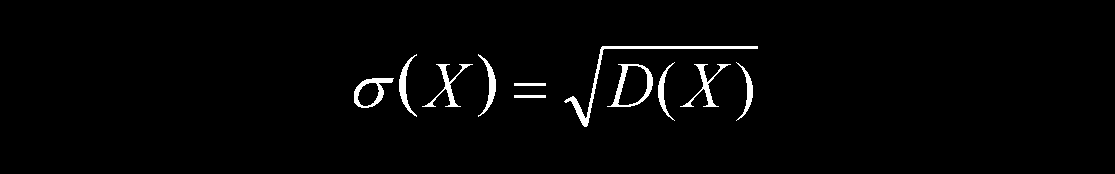 σ(X) = √D(X)